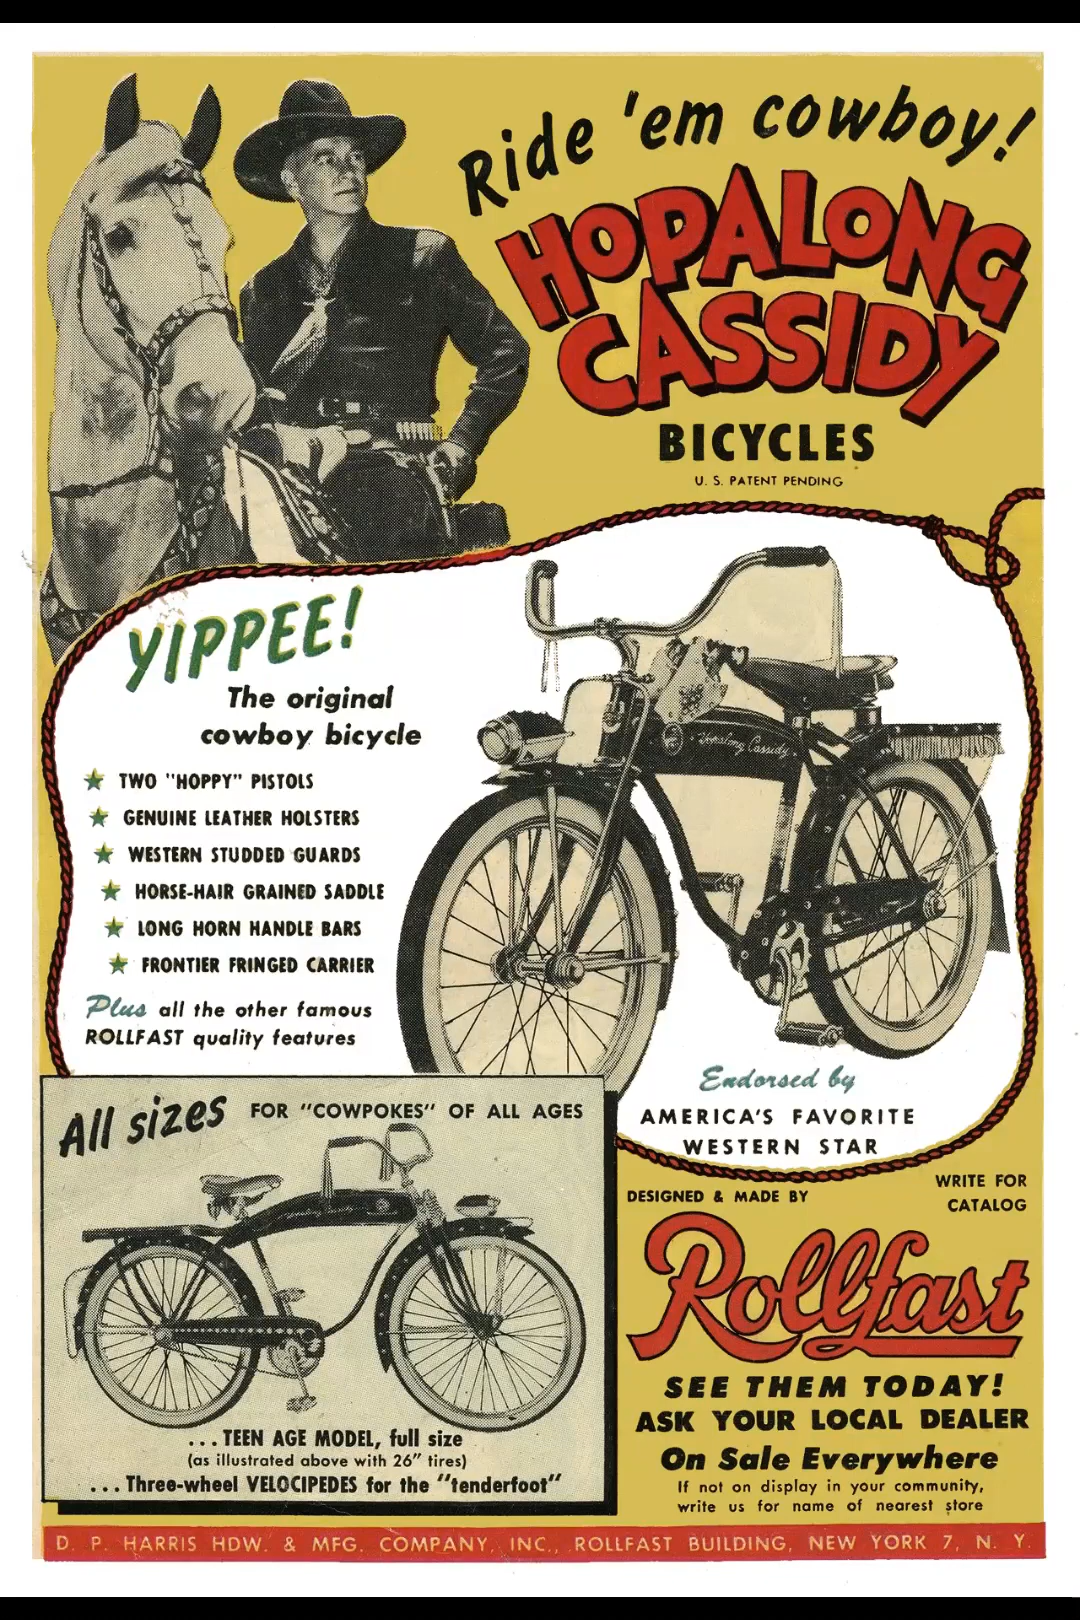 Ride 'em cowboy!
HOPALONG
CASSIDY
BICYCLES
U. S. PATENT PENDING
YIPPEE!
The original
cowboy bicycle
TWO "HOPPY" PISTOLS
GENUINE LEATHER HOLSTERS
WESTERN STUDDED GUARDS
HORSE-HAIR GRAINED SADDLE
LONG HORN HANDLE BARS
FRONTIER FRINGED CARRIER
Plus all the other famous
ROLLFAST quality features
Hopalong Cassidy
Endorsed by
AMERICA'S FAVORITE
WESTERN STAR
All sizes FOR "COWPOKES" OF ALL AGES
...TEEN AGE MODEL, full size
(as illustrated above with 26" tires)
...Three-wheel VELOCIPEDES for the "tenderfoot"
WRITE FOR
CATALOG
DESIGNED & MADE BY
Rollfast
SEE THEM TODAY!
ASK YOUR LOCAL DEALER
On Sale Everywhere
If not on display in your community,
write us for name of nearest store
D. P. HARRIS HDW. & MFG. COMPANY, INC., ROLLFAST BUILDING, NEW YORK 7, N. Y.